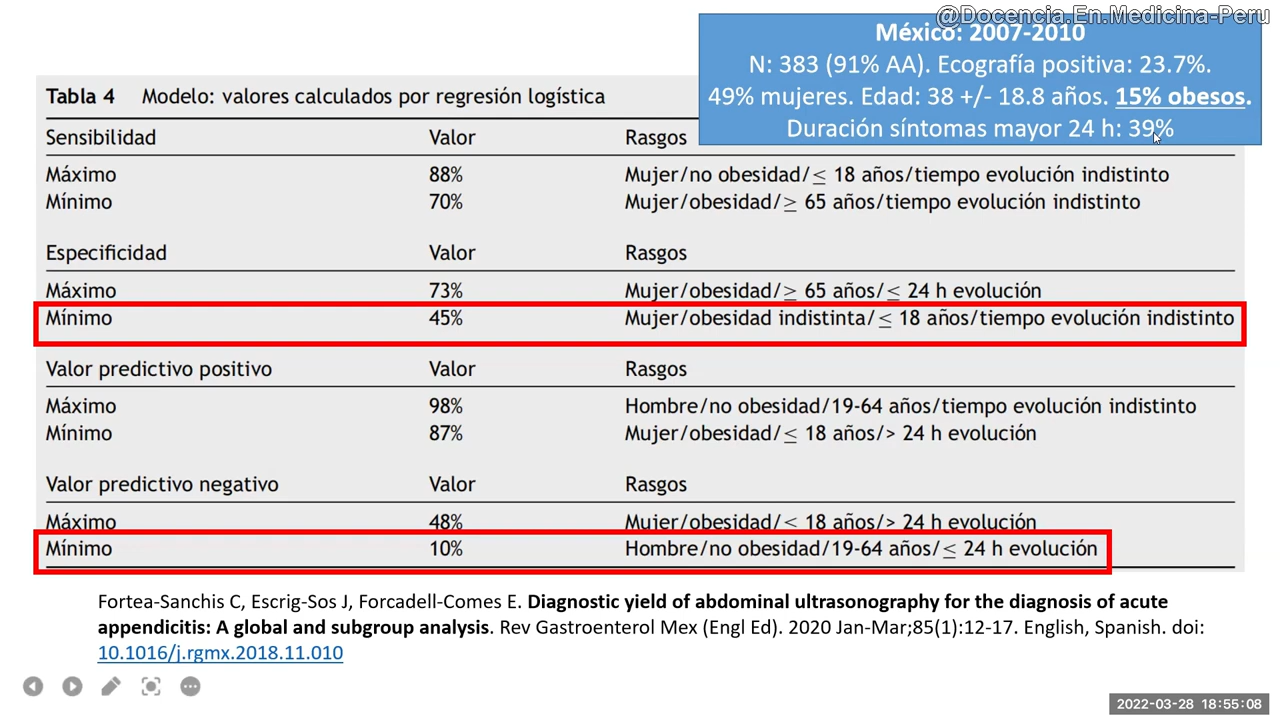 @Docencia.En.Medicina-Peru
México: 2007-2010
N: 383 (91% AA). Ecografía positiva: 23.7%.
49% mujeres. Edad: 38 +/- 18.8 años. 15% obesos.
Duración síntomas mayor 24 h: 39%
Tabla 4 Modelo: valores calculados por regresión logística
Sensibilidad Valor Rasgos
Máximo 88% Mujer/no obesidad/≤ 18 años/tiempo evolución indistinto
Mínimo 70% Mujer/obesidad/≥ 65 años/tiempo evolución indistinto
Especificidad Valor Rasgos
Máximo 73% Mujer/obesidad/≥ 65 años/≤ 24 h evolución
Mínimo 45% Mujer/obesidad indistinta/≤ 18 años/tiempo evolución indistinto
Valor predictivo positivo Valor Rasgos
Máximo 98% Hombre/no obesidad/19-64 años/tiempo evolución indistinto
Mínimo 87% Mujer/obesidad/≤ 18 años/> 24 h evolución
Valor predictivo negativo Valor Rasgos
Máximo 48% Mujer/obesidad/< 18 años/> 24 h evolución
Mínimo 10% Hombre/no obesidad/19-64 años/≤ 24 h evolución
Fortea-Sanchis C, Escrig-Sos J, Forcadell-Comes E. Diagnostic yield of abdominal ultrasonography for the diagnosis of acute
appendicitis: A global and subgroup analysis. Rev Gastroenterol Mex (Engl Ed). 2020 Jan-Mar;85(1):12-17. English, Spanish. doi:
10.1016/j.rgmx.2018.11.010
2022-03-28 18:55:08